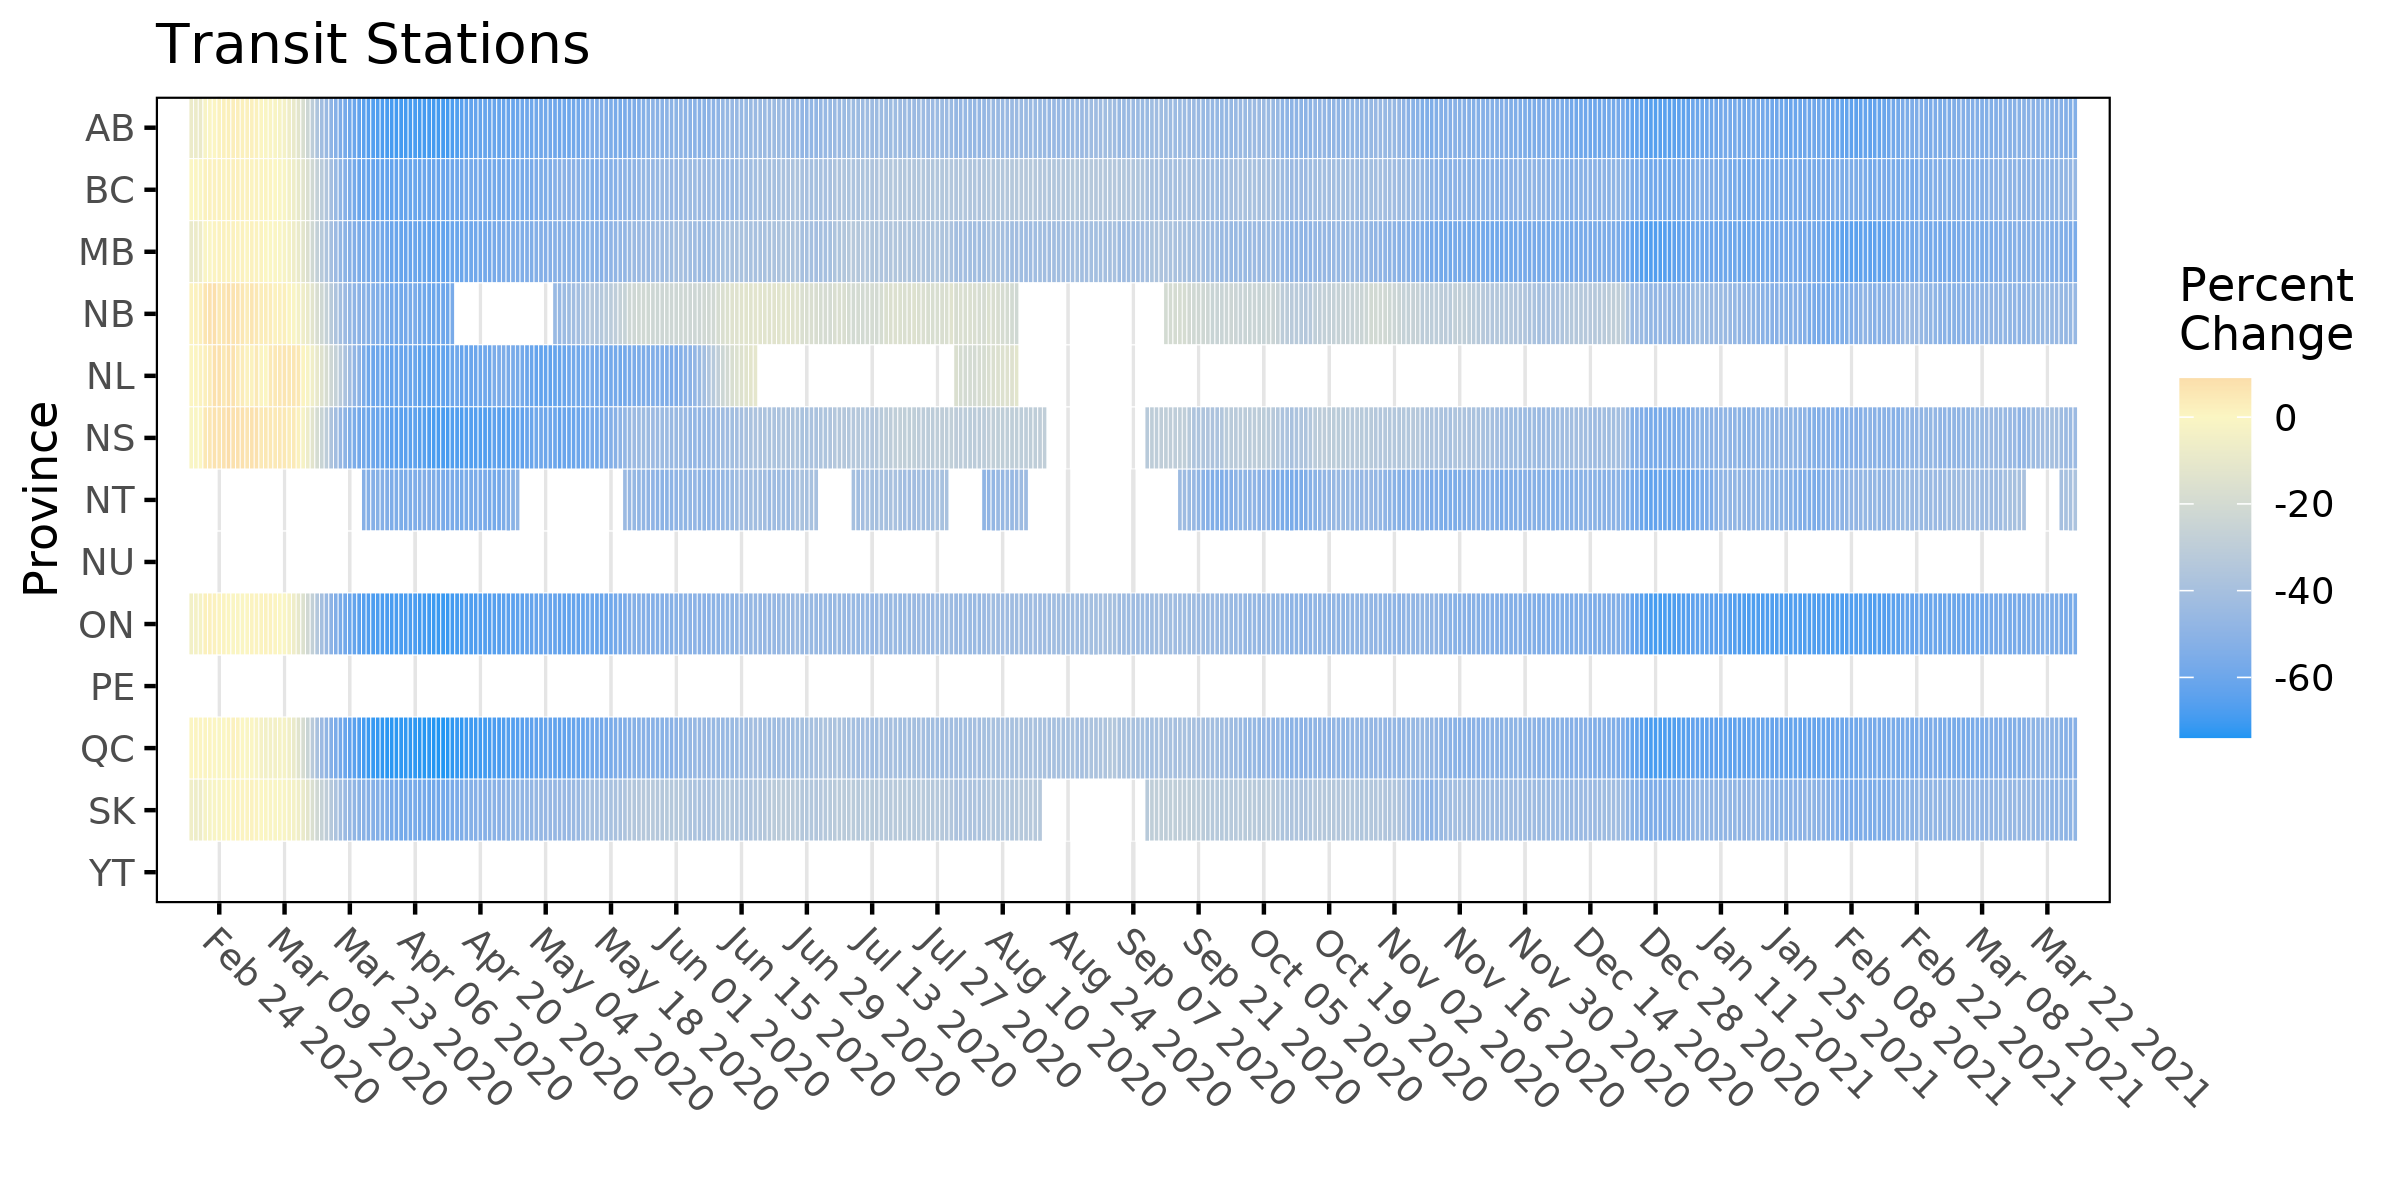 Transit Stations
Province
AB
BC
MB
NB
NL
NS
NT
NU
ON
PE
QC
SK
YT
Feb 24 2020
Mar 09 2020
Mar 23 2020
Apr 06 2020
Apr 20 2020
May 04 2020
May 18 2020
Jun 01 2020
Jun 15 2020
Jun 29 2020
Jul 13 2020
Jul 27 2020
Aug 10 2020
Aug 24 2020
Sep 07 2020
Sep 21 2020
Oct 05 2020
Oct 19 2020
Nov 02 2020
Nov 16 2020
Nov 30 2020
Dec 14 2020
Dec 28 2020
Jan 11 2021
Jan 25 2021
Feb 08 2021
Feb 22 2021
Mar 08 2021
Mar 22 2021
Percent
Change
0
-20
-40
-60